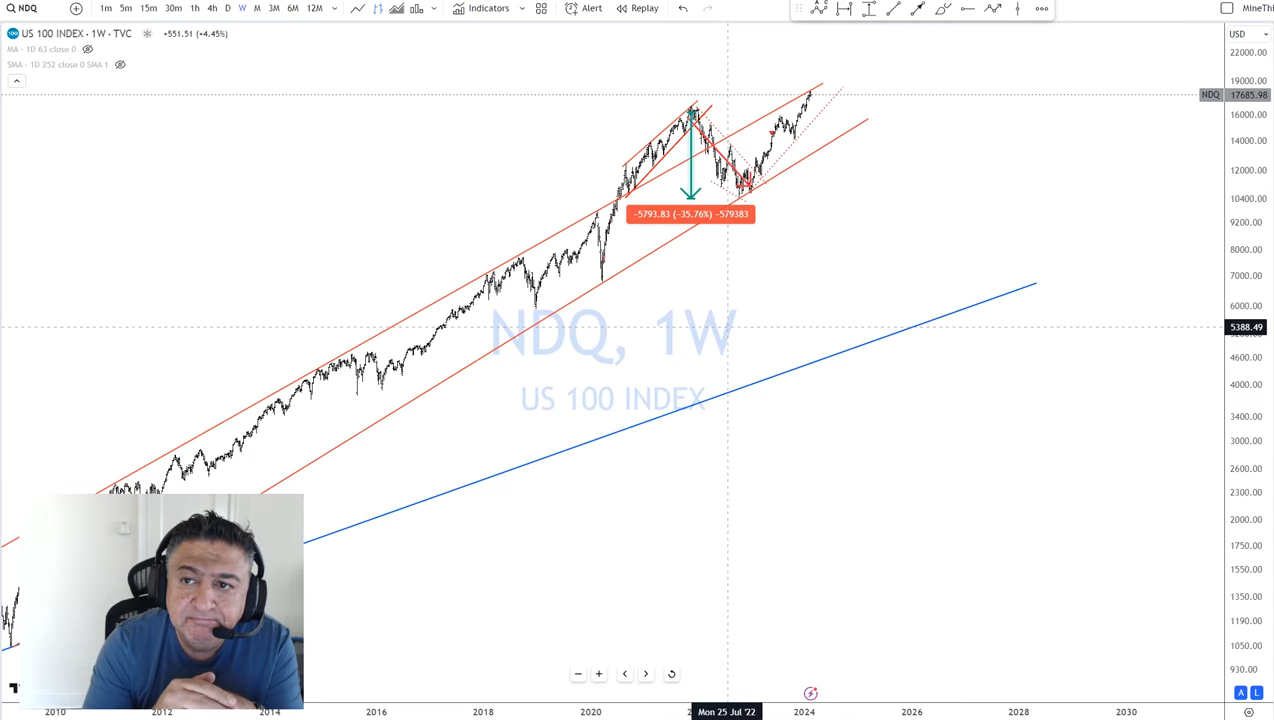 NDQ 1m 5m 15m 30m 1h 4h D W M 3M 6M 12M Indicators Alert Replay MineTh
100 US 100 INDEX · 1W · TVC +551.51 (+4.45%) USD
MA · 1D 63 close 0
SMA · 1D 252 close 0 SMA 1
22000.00
19000.00
NDQ 17685.98
16000.00
14000.00
12000.00
10400.00
-5793.83 (-35.76%) -579383
9200.00
8000.00
7000.00
6000.00
5388.49
NDQ, 1W
4600.00
4000.00
US 100 INDEX
3400.00
3000.00
2600.00
2300.00
2000.00
1750.00
1550.00
1350.00
1190.00
1050.00
930.00
A L
2010 2012 2014 2016 2018 2020 Mon 25 Jul '22 2024 2026 2028 2030